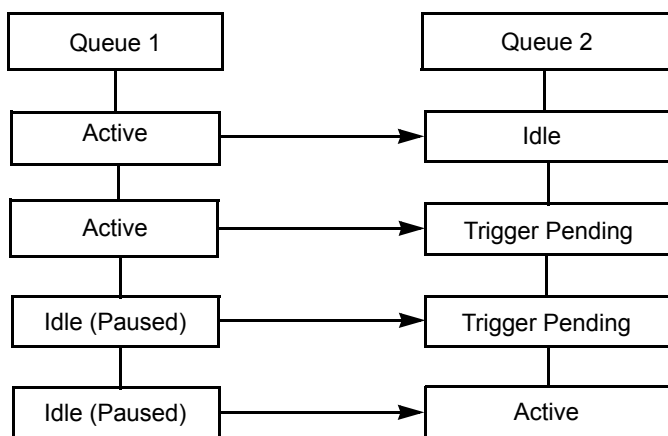 Queue 1
Queue 2
Active
Idle
Active
Trigger Pending
Idle (Paused)
Trigger Pending
Idle (Paused)
Active